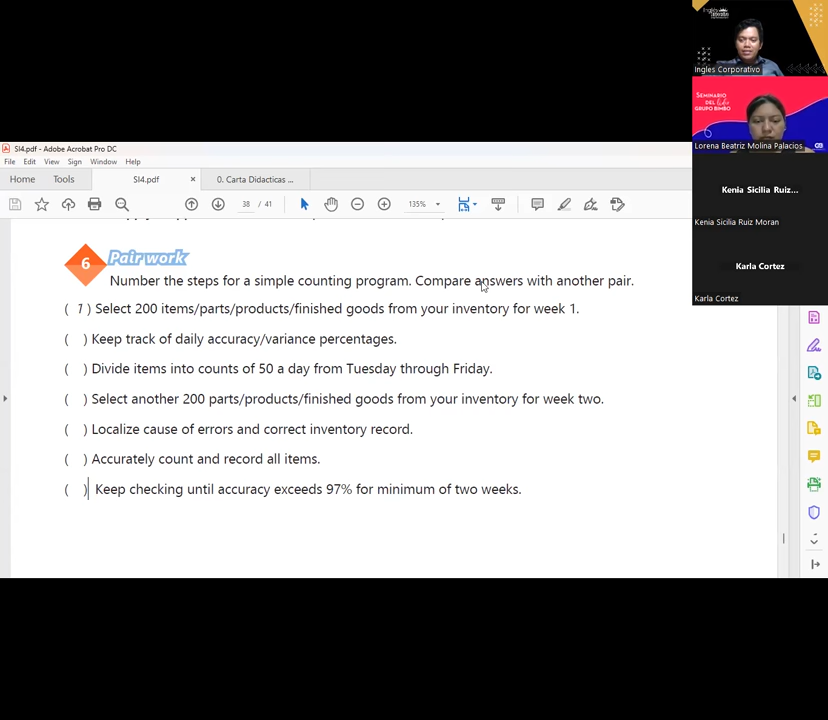 SI4.pdf - Adobe Acrobat Pro DC
File Edit View Sign Window Help
Home Tools SI4.pdf × 0. Carta Didacticas ...
38 / 41 135%
6 Pair work
Number the steps for a simple counting program. Compare answers with another pair.
( 1 ) Select 200 items/parts/products/finished goods from your inventory for week 1.
( ) Keep track of daily accuracy/variance percentages.
( ) Divide items into counts of 50 a day from Tuesday through Friday.
( ) Select another 200 parts/products/finished goods from your inventory for week two.
( ) Localize cause of errors and correct inventory record.
( ) Accurately count and record all items.
( ) Keep checking until accuracy exceeds 97% for minimum of two weeks.
Ingles Corporativo
SEMINARIO
DEL líder
GRUPO BIMBO
Lorena Beatriz Molina Palacios
Kenia Sicilia Ruiz...
Kenia Sicilia Ruiz Moran
Karla Cortez
Karla Cortez